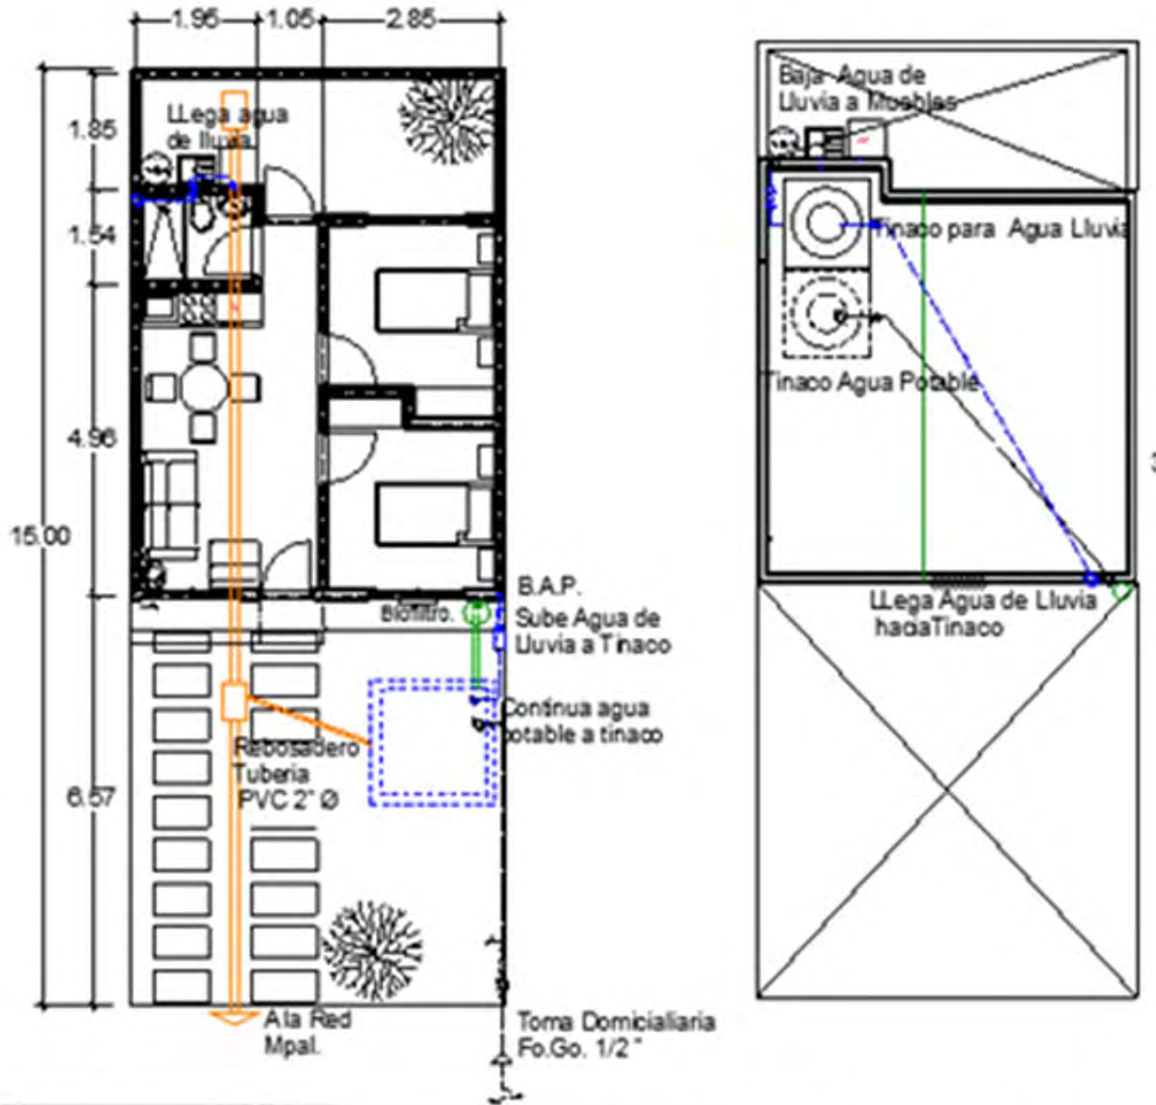 1.95
1.05
2.85
1.85
1.54
4.96
15.00
6.57
LLega agua
de lluvia.
Biofiltro.
B.A.P.
Sube Agua de
Lluvia a Tinaco
Continua agua
potable a tinaco
Rebosadero
Tuberia
PVC 2" Ø
A la Red
Mpal.
Toma Domicialiaria
Fo.Go. 1/2 "
Baja Agua de
Lluvia a Muebles
Tinaco para Agua Lluvia
Tinaco Agua Potable
LLega Agua de Lluvia
haciaTinaco